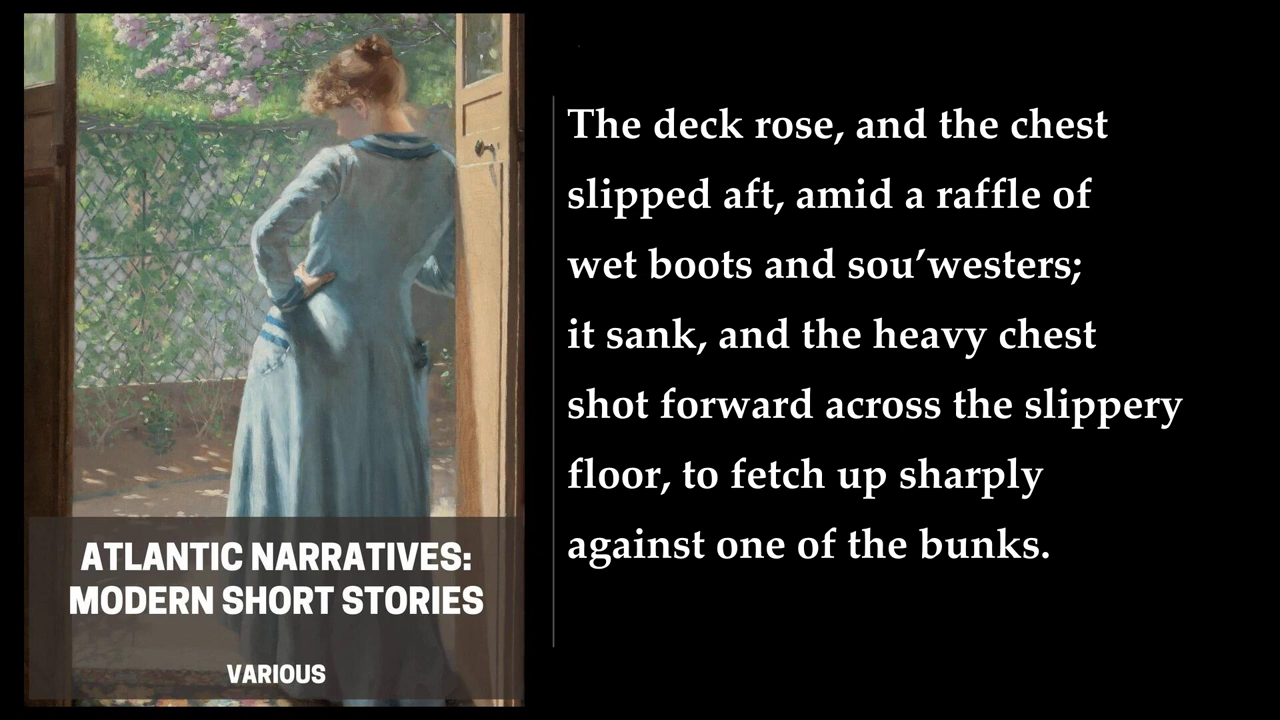 ATLANTIC NARRATIVES:
MODERN SHORT STORIES
VARIOUS
The deck rose, and the chest
slipped aft, amid a raffle of
wet boots and sou’westers;
it sank, and the heavy chest
shot forward across the slippery
floor, to fetch up sharply
against one of the bunks.